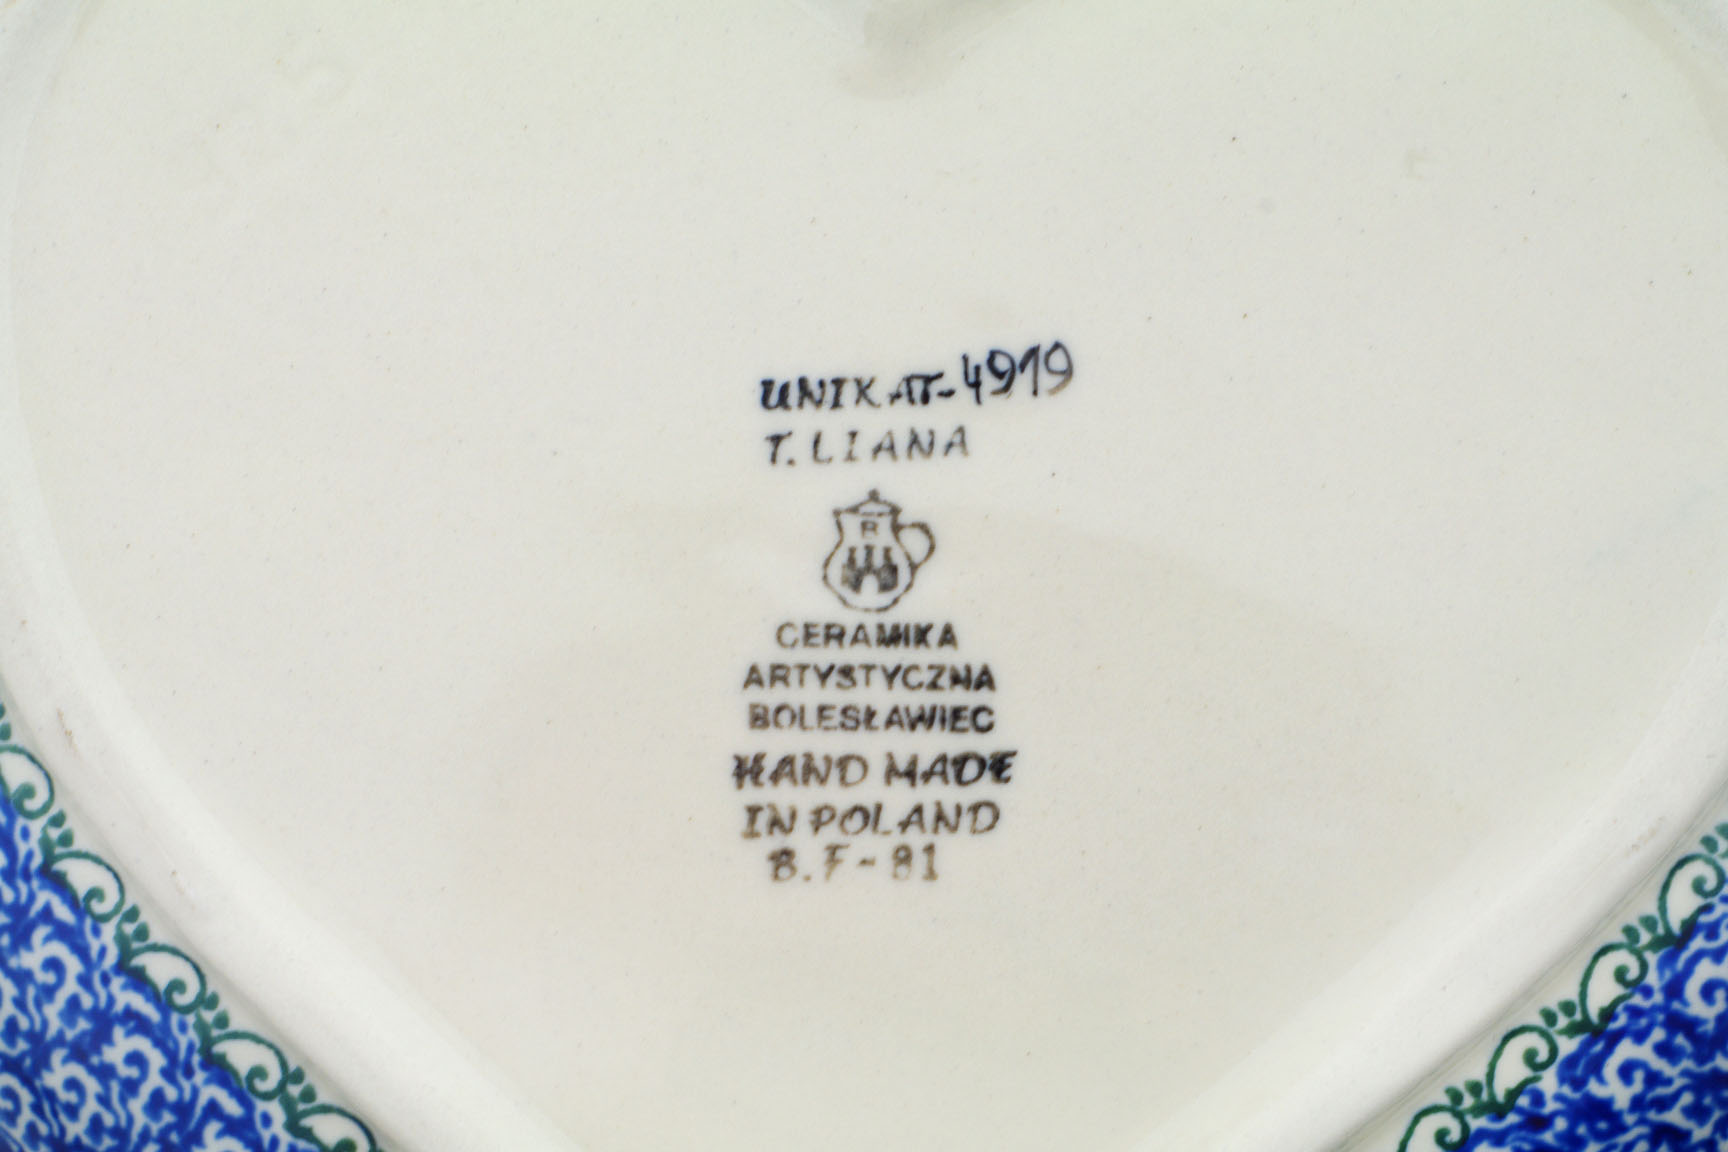 UNIKAT-4919
T. LIANA
R
CERAMIKA
ARTYSTYCZNA
BOLESŁAWIEC
HAND MADE
IN POLAND
B.F-81